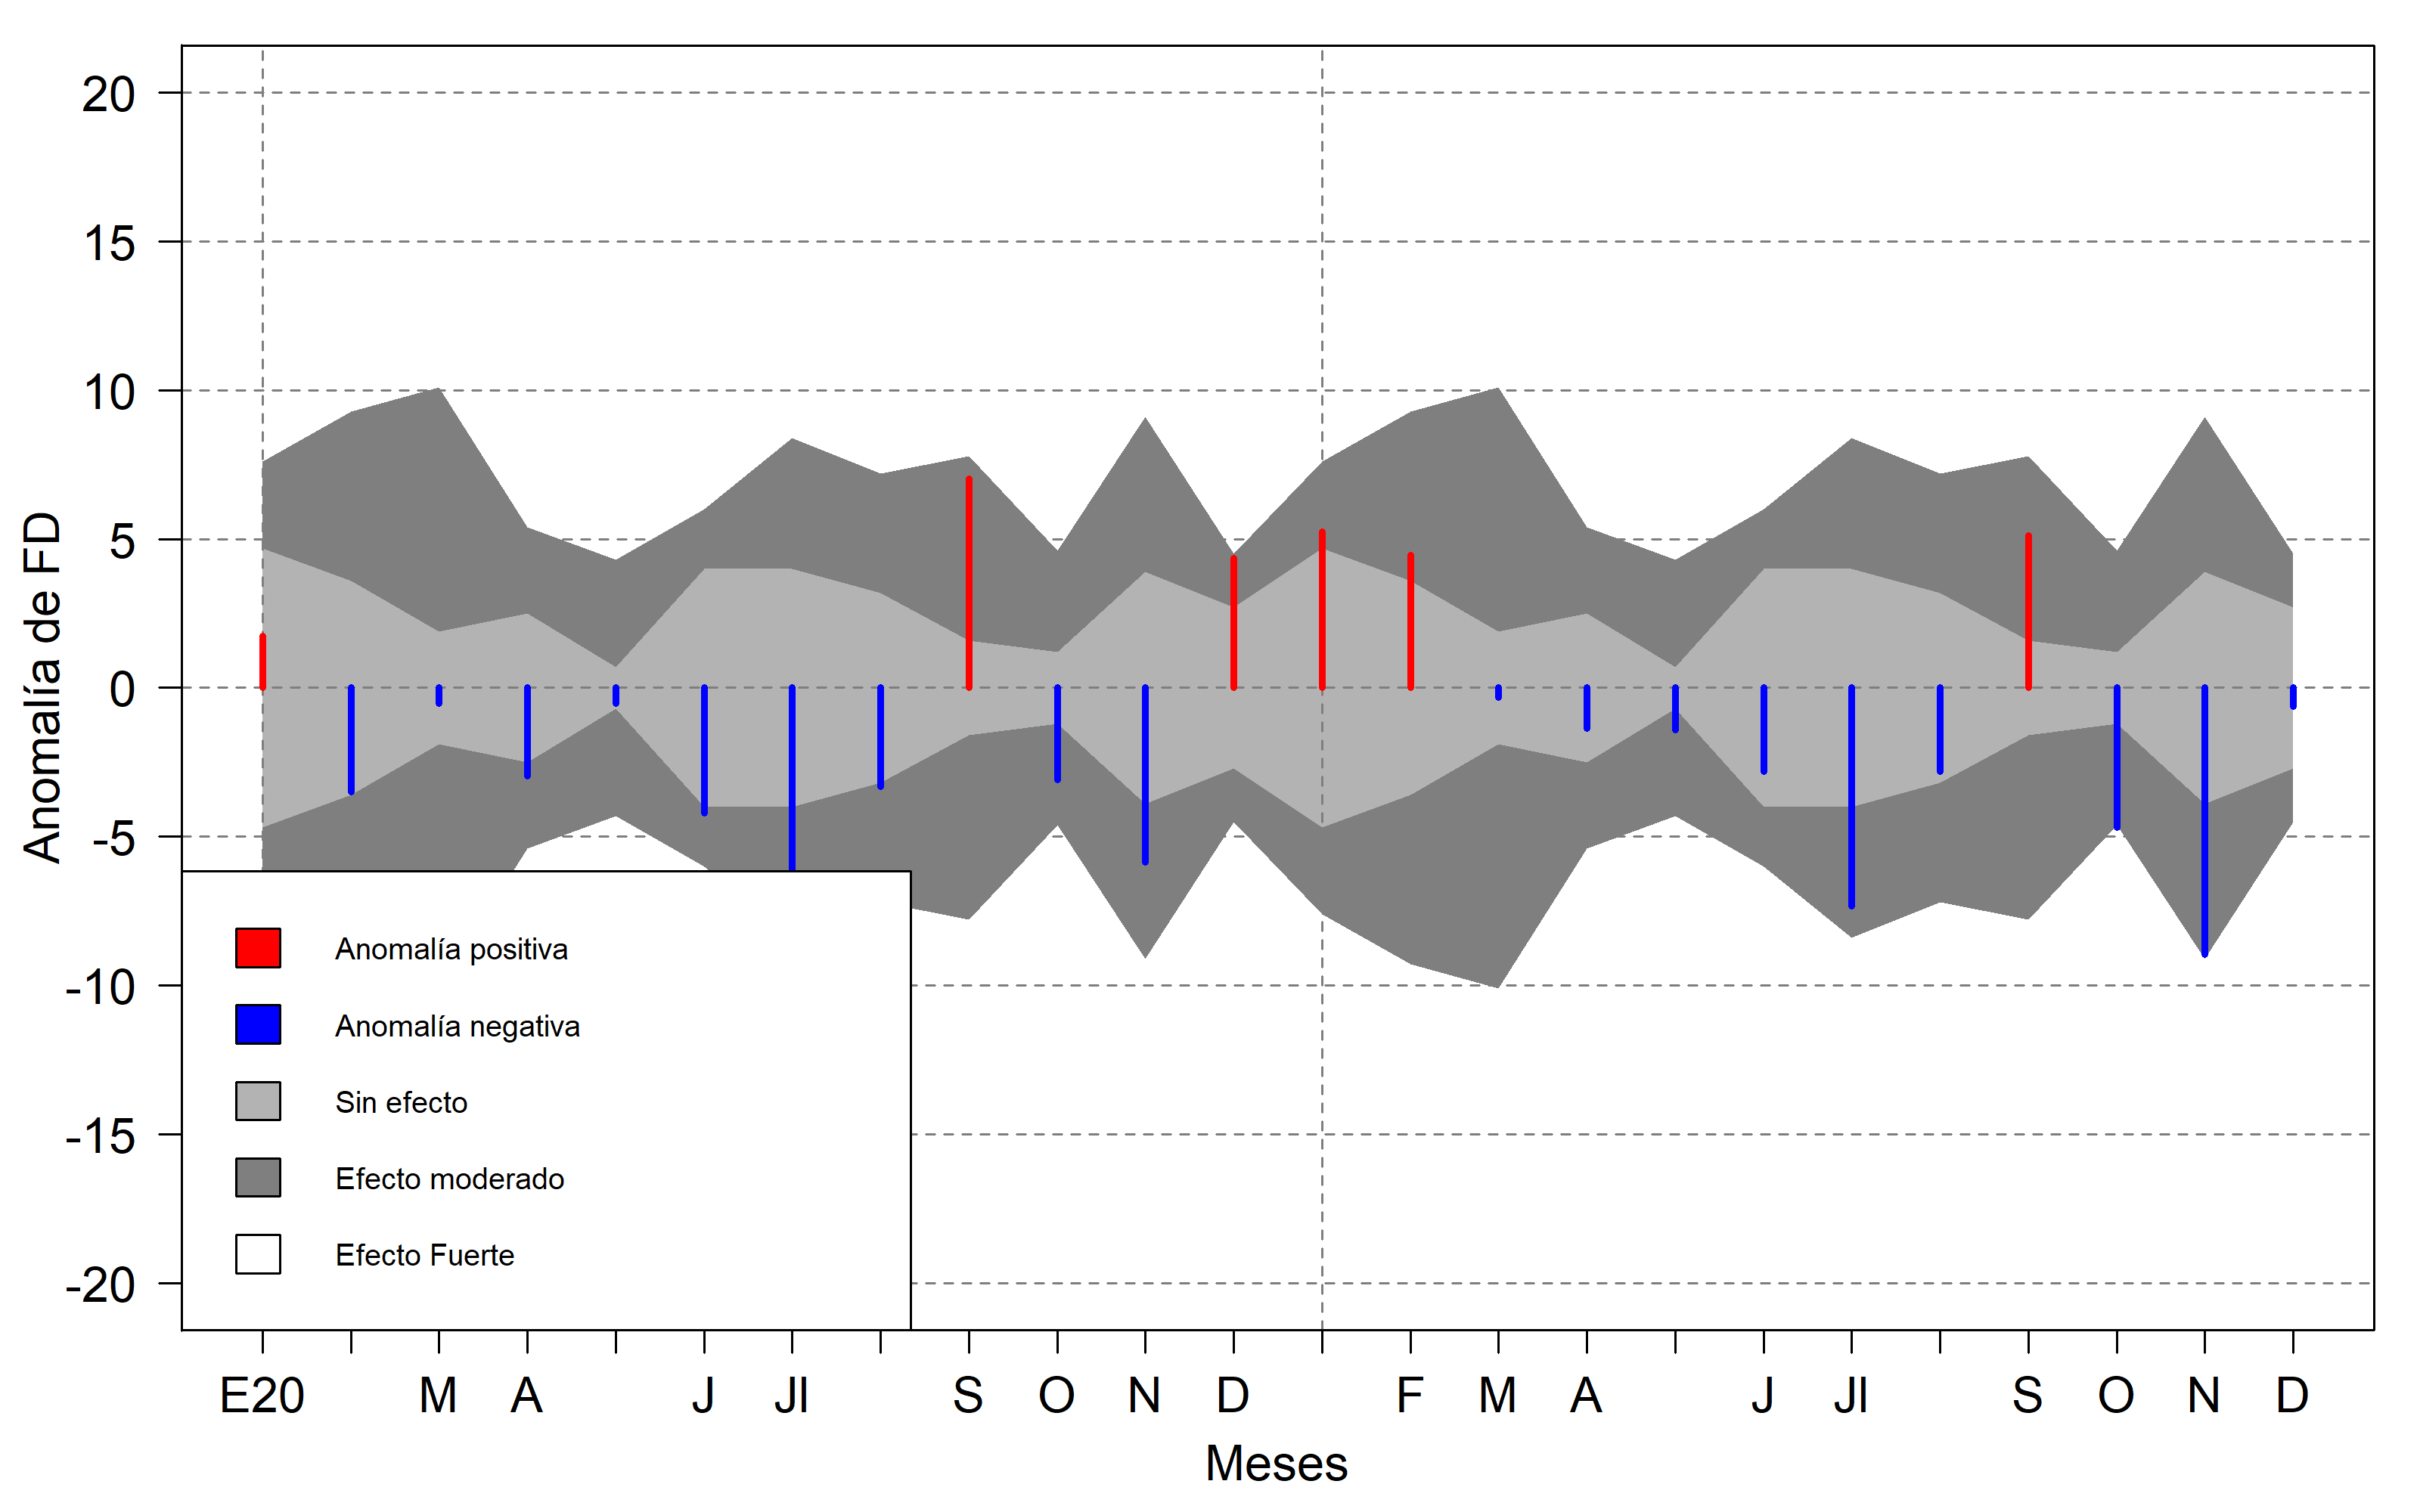 20
15
10
5
0
-5
-10
-15
-20
Anomalía de FD
Anomalía positiva
Anomalía negativa
Sin efecto
Efecto moderado
Efecto Fuerte
E20 M A J Jl S O N D F M A J Jl S O N D
Meses